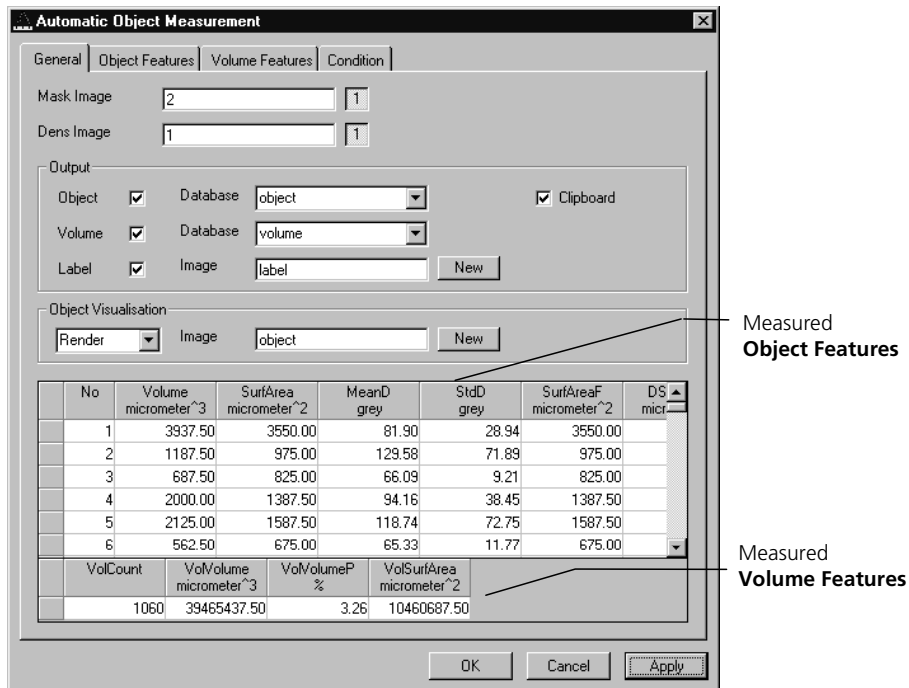 Automatic Object Measurement
General Object Features Volume Features Condition
Mask Image 2 1
Dens Image 1 1
Output
Object Database object Clipboard
Volume Database volume
Label Image label New
Object Visualisation
Render Image object New
Measured
Object Features
No Volume SurfArea MeanD StdD SurfAreaF DS
micrometer^3 micrometer^2 grey grey micrometer^2 micr
1 3937.50 3550.00 81.90 28.94 3550.00
2 1187.50 975.00 129.58 71.89 975.00
3 687.50 825.00 66.09 9.21 825.00
4 2000.00 1387.50 94.16 38.45 1387.50
5 2125.00 1587.50 118.74 72.75 1587.50
6 562.50 675.00 65.33 11.77 675.00
Measured
Volume Features
VolCount VolVolume VolVolumeP VolSurfArea
micrometer^3 % micrometer^2
1060 39465437.50 3.26 10460687.50
OK Cancel Apply